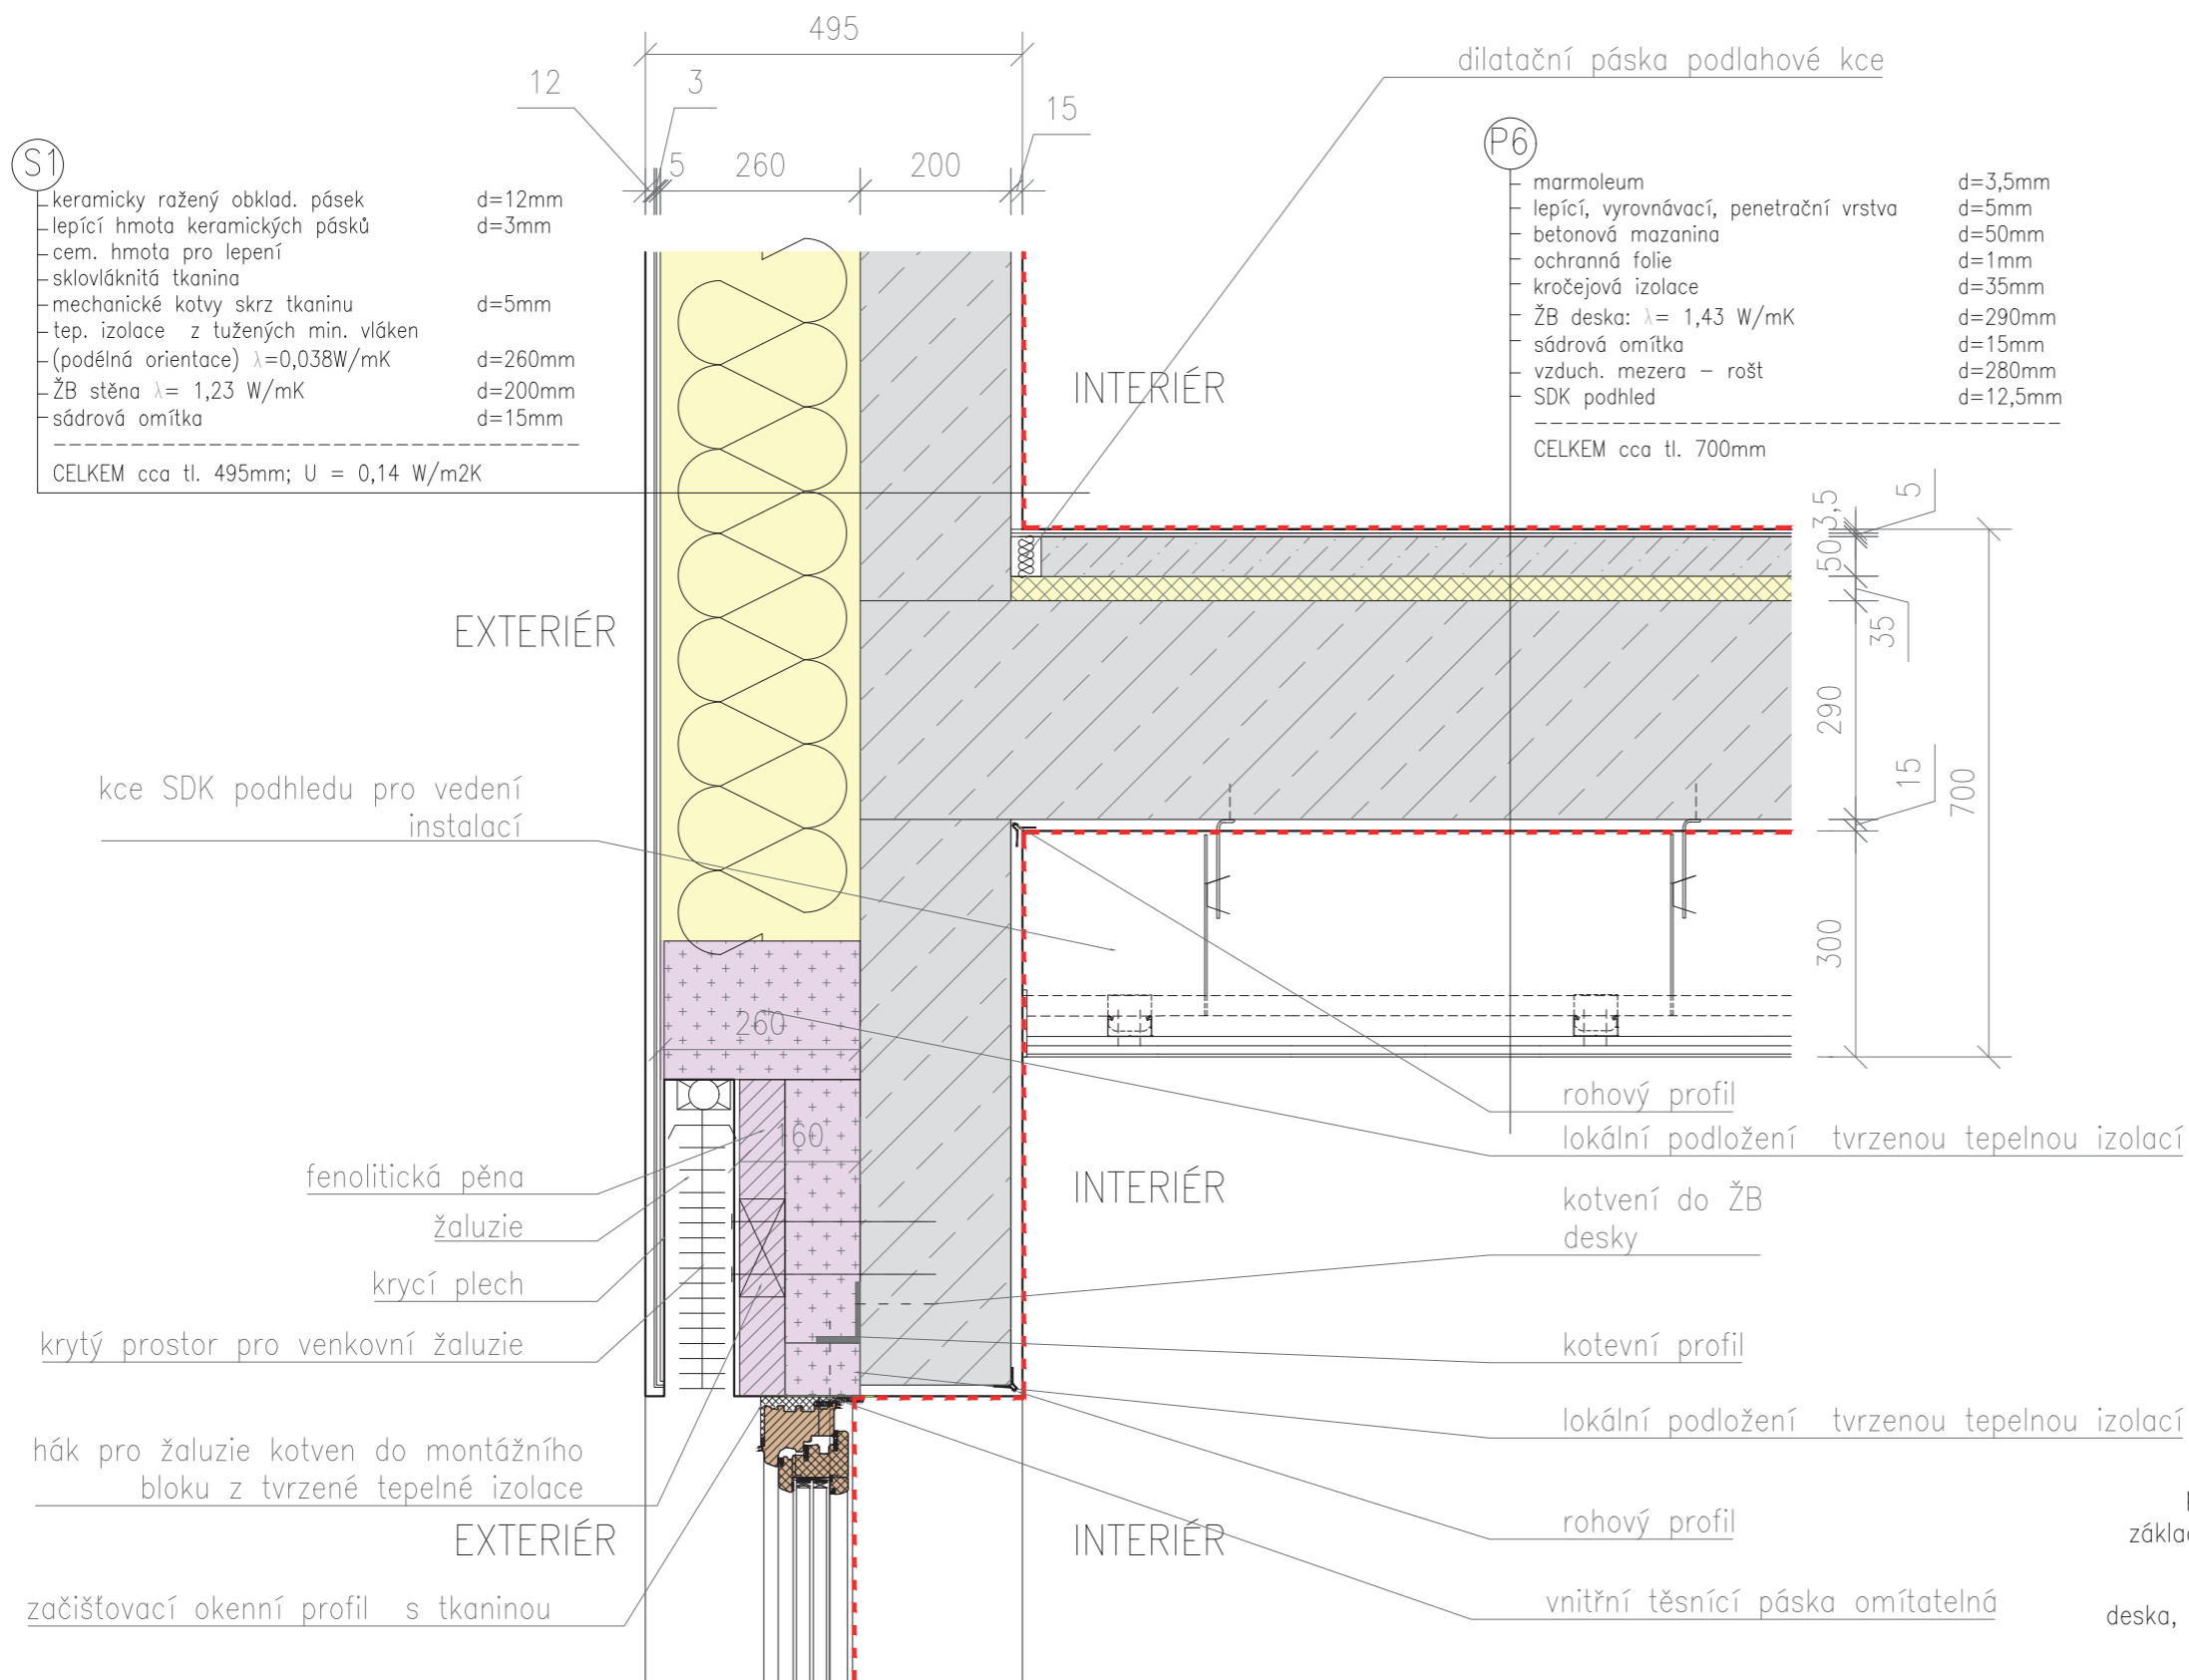 495
12
3
15
5
260
200
dilatační páska podlahové kce
S1
keramicky ražený obklad. pásek d=12mm
lepící hmota keramických pásků d=3mm
cem. hmota pro lepení
sklovláknitá tkanina
mechanické kotvy skrz tkaninu d=5mm
tep. izolace z tužených min. vláken
(podélná orientace) λ=0,038W/mK d=260mm
ŽB stěna λ= 1,23 W/mK d=200mm
sádrová omítka d=15mm
CELKEM cca tl. 495mm; U = 0,14 W/m2K
P6
marmoleum d=3,5mm
lepící, vyrovnávací, penetrační vrstva d=5mm
betonová mazanina d=50mm
ochranná folie d=1mm
kročejová izolace d=35mm
ŽB deska: λ= 1,43 W/mK d=290mm
sádrová omítka d=15mm
vzduch. mezera – rošt d=280mm
SDK podhled d=12,5mm
CELKEM cca tl. 700mm
INTERIÉR
EXTERIÉR
5
3,5
50
35
290
15
700
300
kce SDK podhledu pro vedení
instalací
260
160
fenolitická pěna
žaluzie
krycí plech
krytý prostor pro venkovní žaluzie
hák pro žaluzie kotven do montážního
bloku z tvrzené tepelné izolace
EXTERIÉR
začišťovací okenní profil s tkaninou
rohový profil
lokální podložení tvrzenou tepelnou izolací
INTERIÉR
kotvení do ŽB
desky
kotevní profil
lokální podložení tvrzenou tepelnou izolací
rohový profil
INTERIÉR
vnitřní těsnící páska omítatelná
deska,